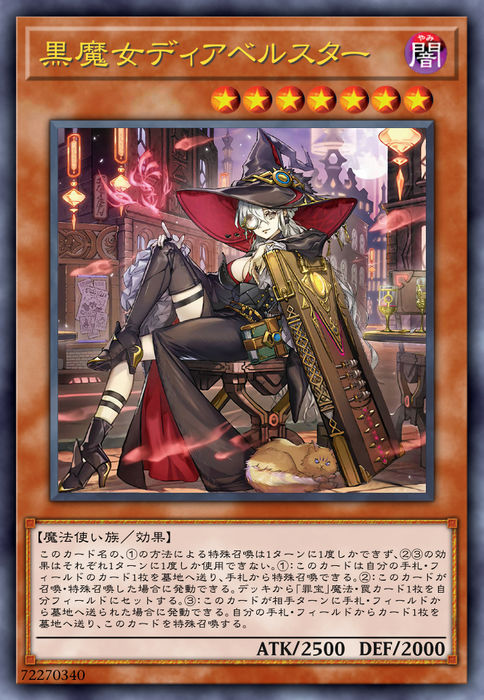 黒魔女ディアベルスター
やみ
闇
【魔法使い族／効果】
このカード名の、①の方法による特殊召喚は1ターンに1度しかできず、②③の効
果はそれぞれ1ターンに1度しか使用できない。①：このカードは自分の手札・フ
ィールドのカード1枚を墓地へ送り、手札から特殊召喚できる。②：このカードが
召喚・特殊召喚した場合に発動できる。デッキから「罪宝」魔法・罠カード1枚を自
分フィールドにセットする。③：このカードが相手ターンに手札・フィールドか
ら墓地へ送られた場合に発動できる。自分の手札・フィールドからカード1枚を
墓地へ送り、このカードを特殊召喚する。
ATK/2500 DEF/2000
72270340